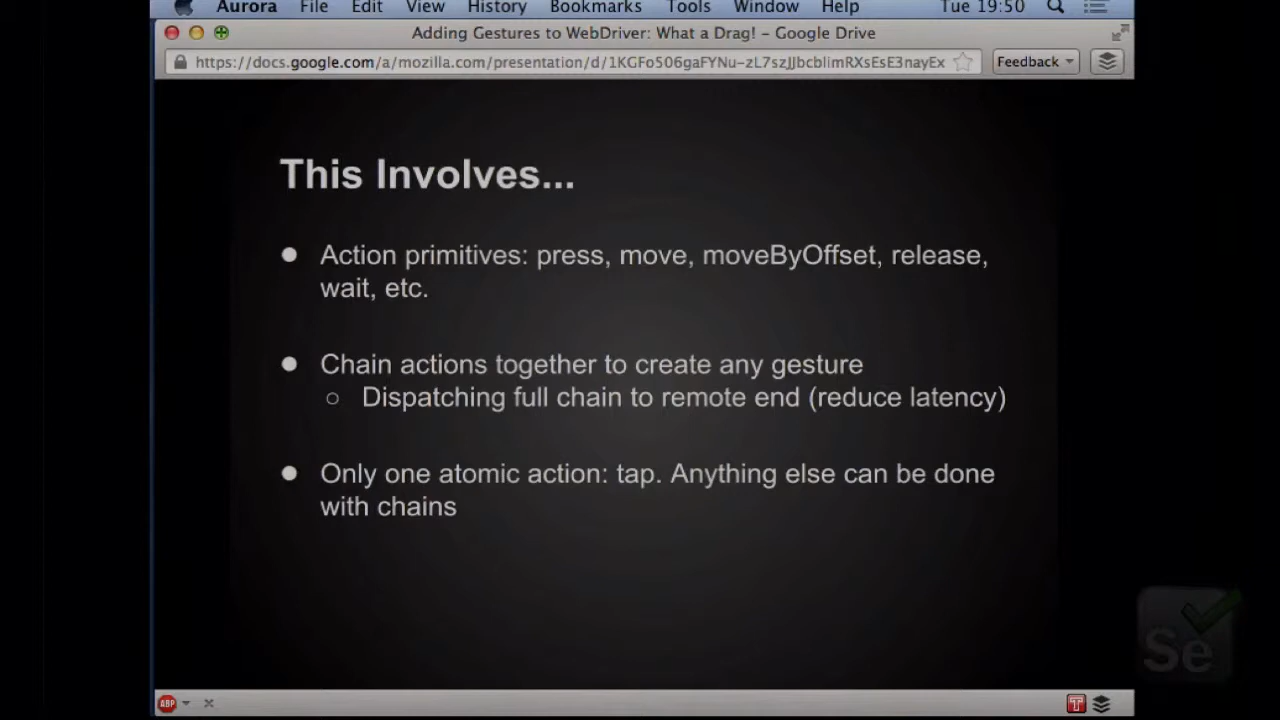 Aurora File Edit View History Bookmarks Tools Window Help Tue 19:50
Adding Gestures to WebDriver: What a Drag! – Google Drive
https://docs.google.com/a/mozilla.com/presentation/d/1KGFo506gaFYNu-zL7szJJbcblimRXsEsE3nayEx Feedback
This Involves...
● Action primitives: press, move, moveByOffset, release,
wait, etc.
● Chain actions together to create any gesture
○ Dispatching full chain to remote end (reduce latency)
● Only one atomic action: tap. Anything else can be done
with chains
Se
ABP
T